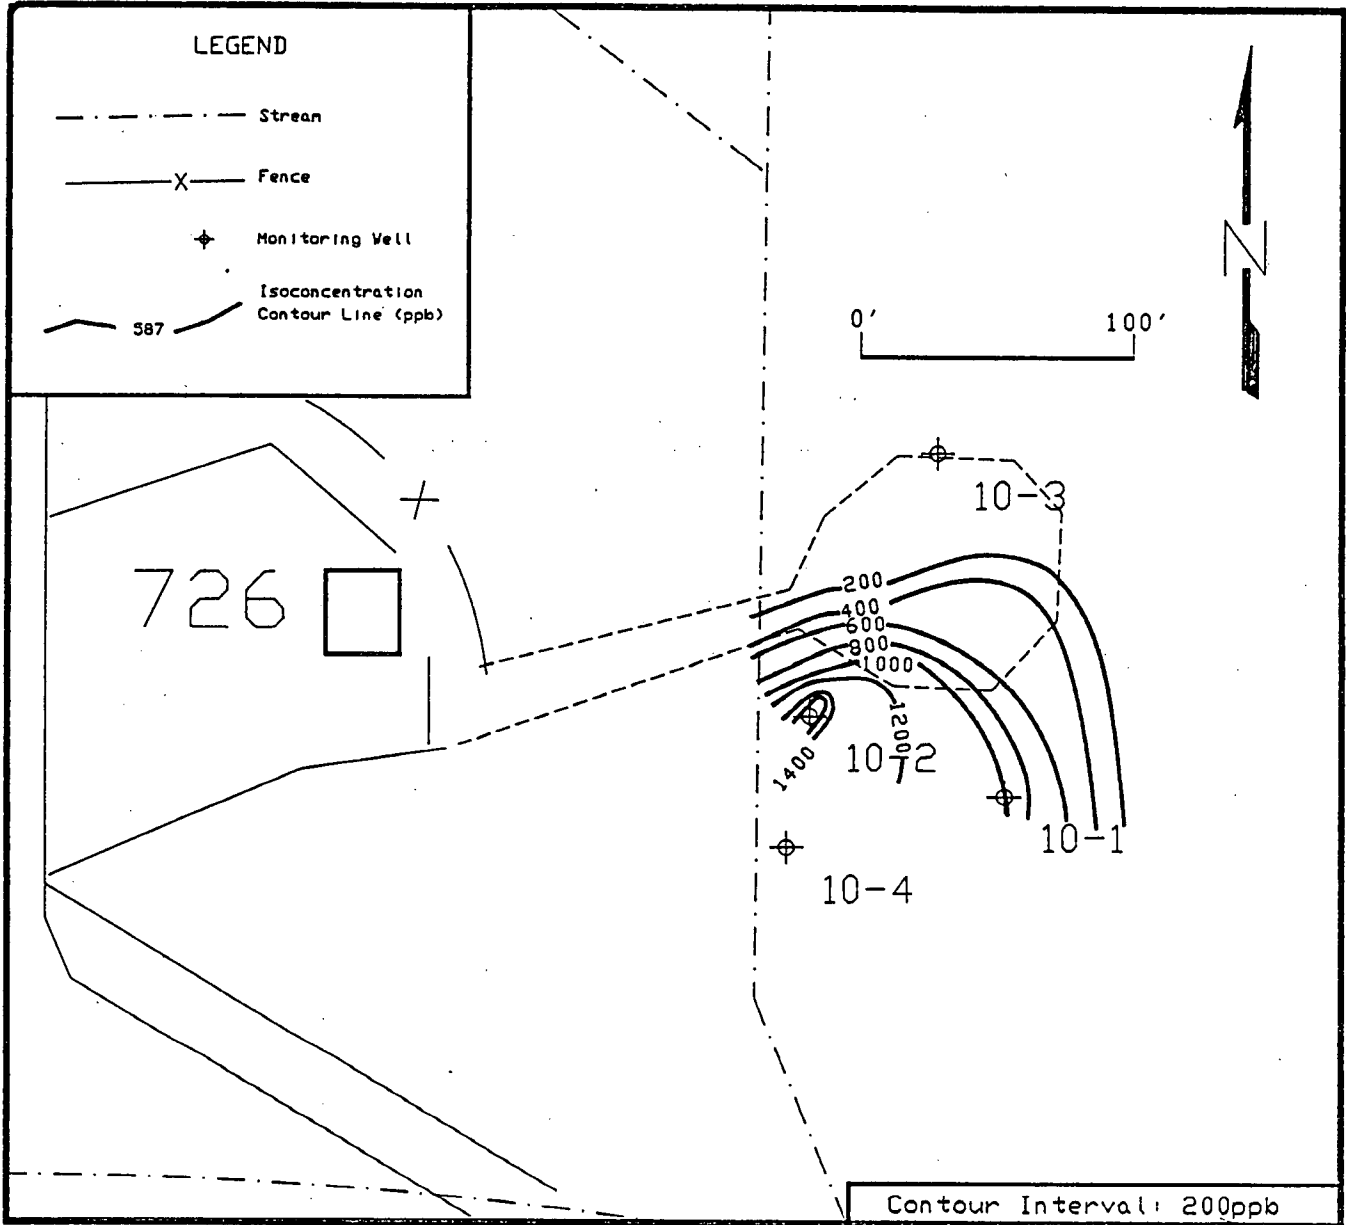 LEGEND
Stream
X Fence
Monitoring Well
Isoconcentration
Contour Line (ppb)
587
N
0' 100'
10-3
726
200
400
600
800
1000
1200
1400
10-2
10-1
10-4
Contour Interval: 200ppb